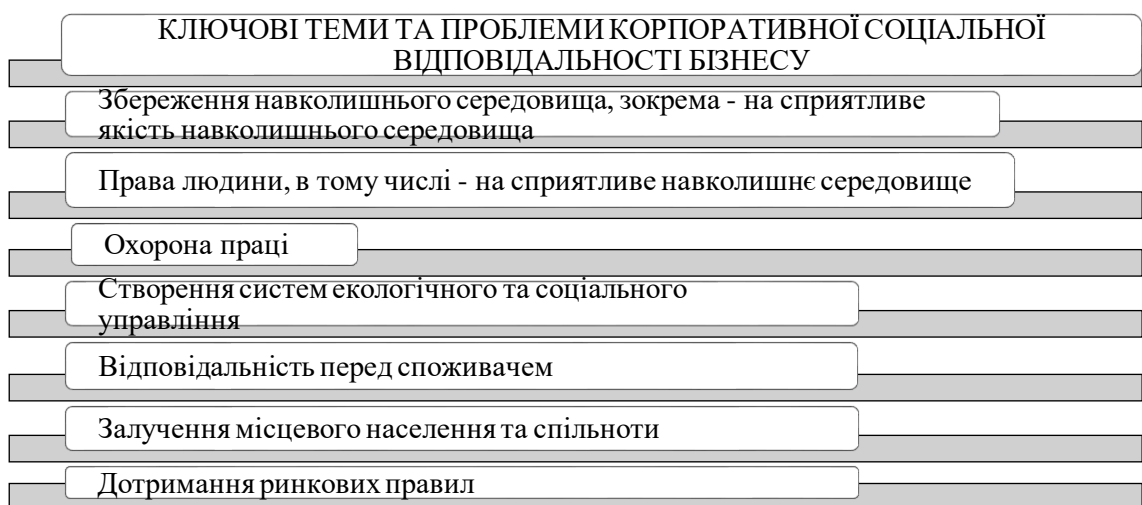 КЛЮЧОВІ ТЕМИ ТА ПРОБЛЕМИ КОРПОРАТИВНОЇ СОЦІАЛЬНОЇ
ВІДПОВІДАЛЬНОСТІ БІЗНЕСУ
Збереження навколишнього середовища, зокрема - на сприятливе
якість навколишнього середовища
Права людини, в тому числі - на сприятливе навколишнє середовище
Охорона праці
Створення систем екологічного та соціального
управління
Відповідальність перед споживачем
Залучення місцевого населення та спільноти
Дотримання ринкових правил